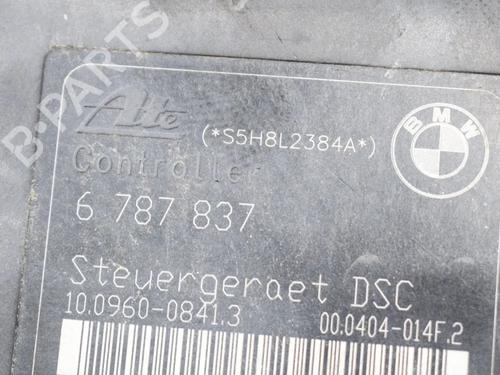 B-PARTS
BMW
Ate
(*S5H8L2384A*)
Controller
6 787 837
Steuergeraet DSC
10.0960-0841.3 00.0404-014F.2